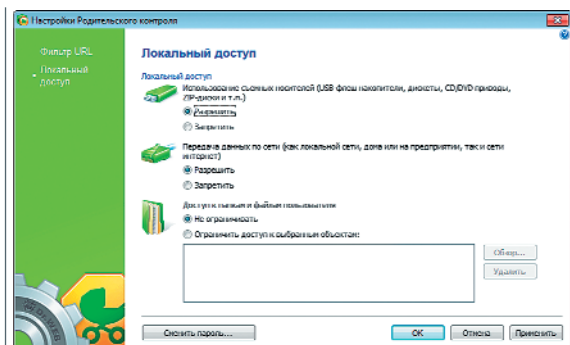 Настройки Родительского контроля
Фильтр URL
Локальный
доступ
Локальный доступ
Локальный доступ
Использование съемных носителей (USB флеш накопители, дискеты, CD/DVD приводы,
ZIP-диски и т.п.)
Разрешить
Запретить
Передача данных по сети (как локальной сети, дома или на предприятии, так и сети
интернет)
Разрешить
Запретить
Доступ к папкам и файлам пользователя
Не ограничивать
Ограничить доступ к выбранным объектам:
Обзор...
Удалить
Dr.WEB
Сменить пароль...
OK
Отмена
Применить